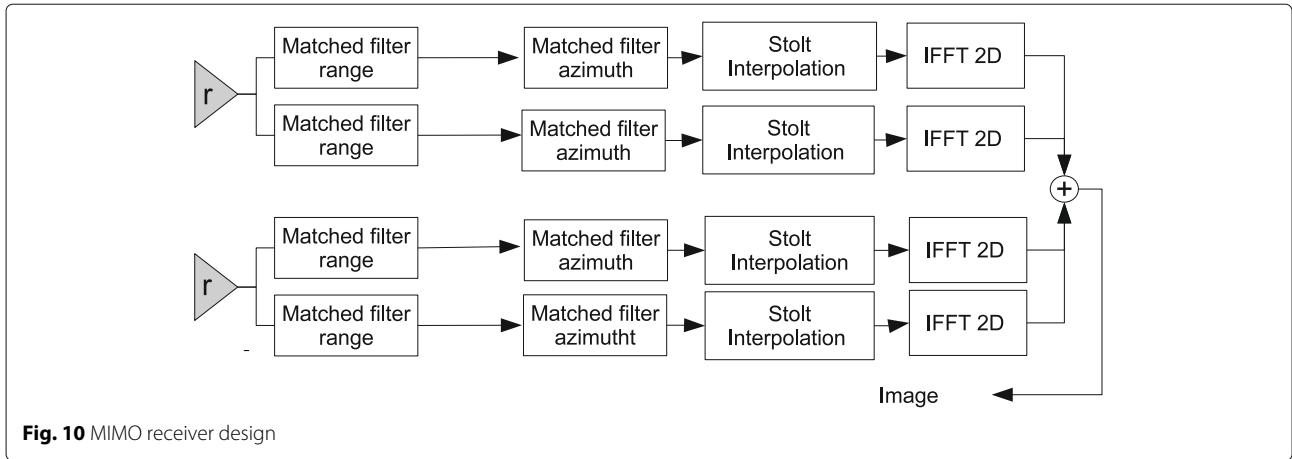 r
Matched filter
range
Matched filter
azimuth
Stolt
Interpolation
IFFT 2D
Matched filter
range
Matched filter
azimuth
Stolt
Interpolation
IFFT 2D
+
r
Matched filter
range
Matched filter
azimuth
Stolt
Interpolation
IFFT 2D
Matched filter
range
Matched filter
azimutht
Stolt
Interpolation
IFFT 2D
-
Image
Fig. 10 MIMO receiver design